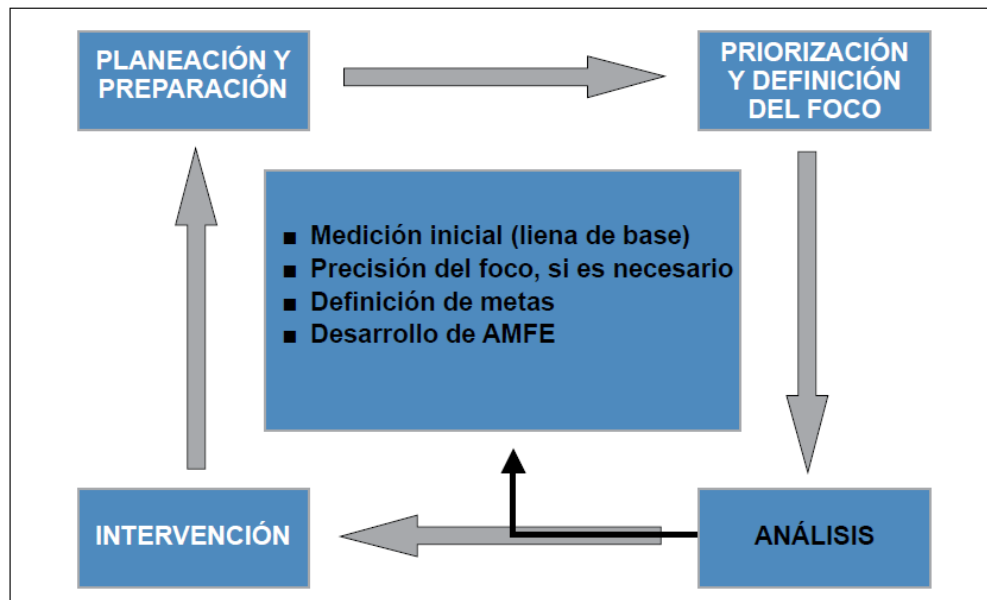 PLANEACIÓN Y
PREPARACIÓN
PRIORIZACIÓN
Y DEFINICIÓN
DEL FOCO
■ Medición inicial (liena de base)
■ Precisión del foco, si es necesario
■ Definición de metas
■ Desarrollo de AMFE
INTERVENCIÓN
ANÁLISIS